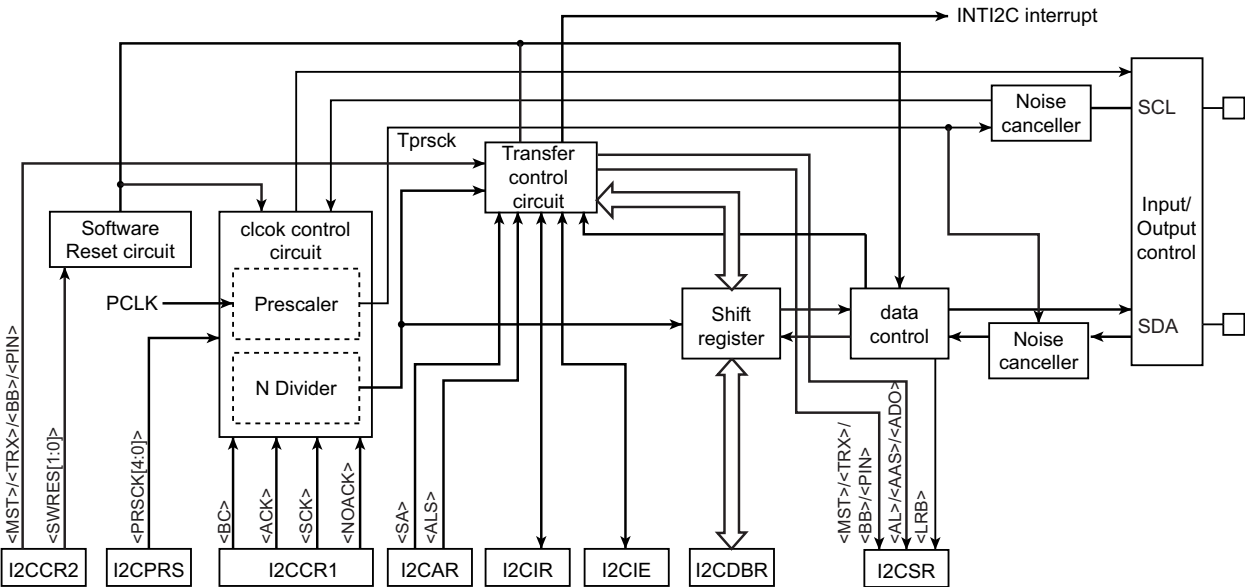 INTI2C interrupt
Noise
canceller
SCL
Tprsck
Transfer
control
circuit
Software
Reset circuit
clcok control
circuit
Input/
Output
control
PCLK
Prescaler
Shift
register
data
control
SDA
Noise
canceller
N Divider
<MST>/<TRX>/<BB>/<PIN>
<SWRES[1:0]>
<PRSCK[4:0]>
<BC>
<ACK>
<SCK>
<NOACK>
<SA>
<ALS>
<MST>/<TRX>/
<BB>/<PIN>
<AL>/<AAS>/<ADO>
<LRB>
I2CCR2
I2CPRS
I2CCR1
I2CAR
I2CIR
I2CIE
I2CDBR
I2CSR